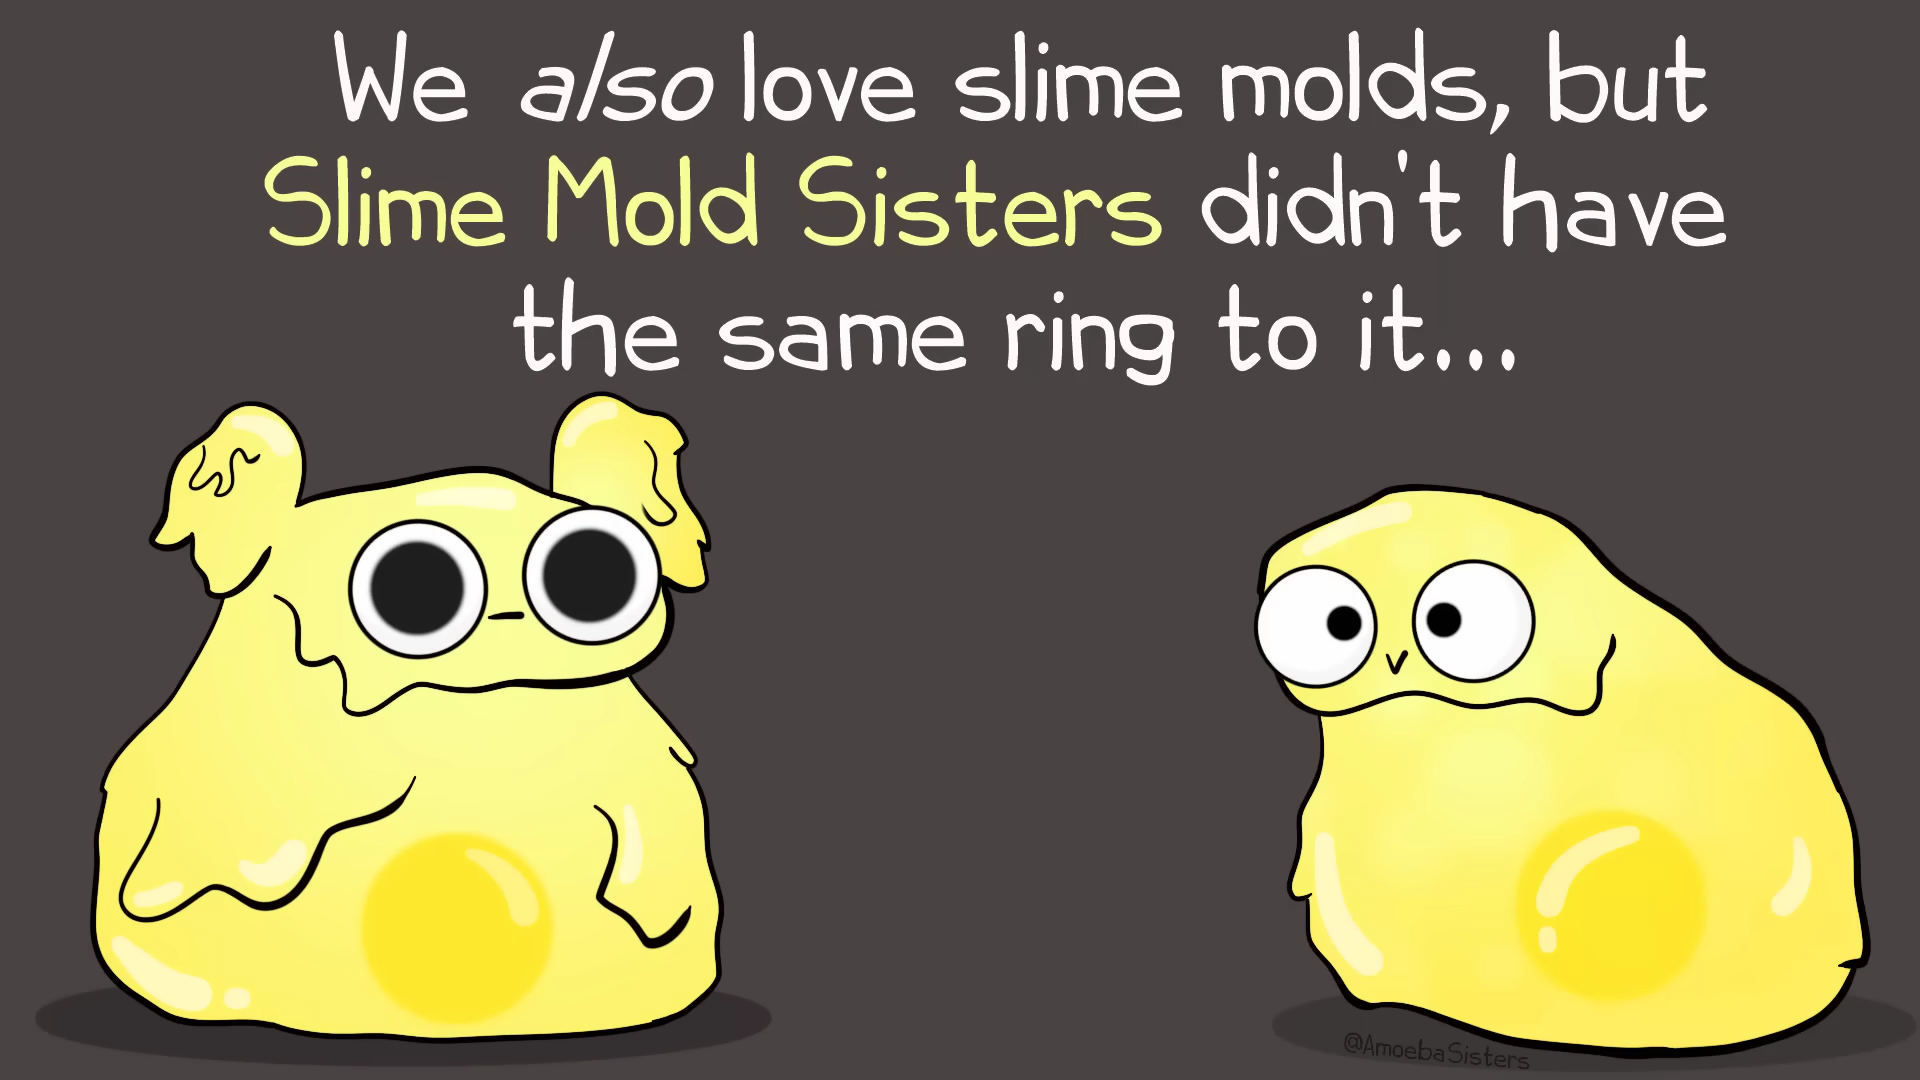 We also love slime molds, but
Slime Mold Sisters didn't have
the same ring to it...
@AmoebaSisters